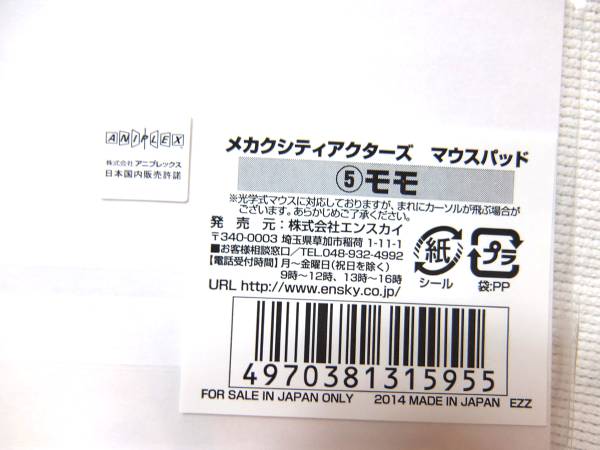 ANIPLEX
株式会社 アニプレックス
日本国内販売許諾
メカクシティアクターズ マウスパッド
⑤モモ
※光学式マウスに対応しておりますが、まれにカーソルが飛ぶ場合が
ございます。あらかじめご了承ください。
発 売 元：株式会社エンスカイ
〒340-0003 埼玉県草加市稲荷 1-11-1
■お客様相談窓口／TEL.048-932-4992
【電話受付時間】月～金曜日(祝日を除く)
9時～12時、13時～16時
URL http://www.ensky.co.jp/
紙
シール
プラ
袋:PP
4970381315955
FOR SALE IN JAPAN ONLY 2014 MADE IN JAPAN EZZ